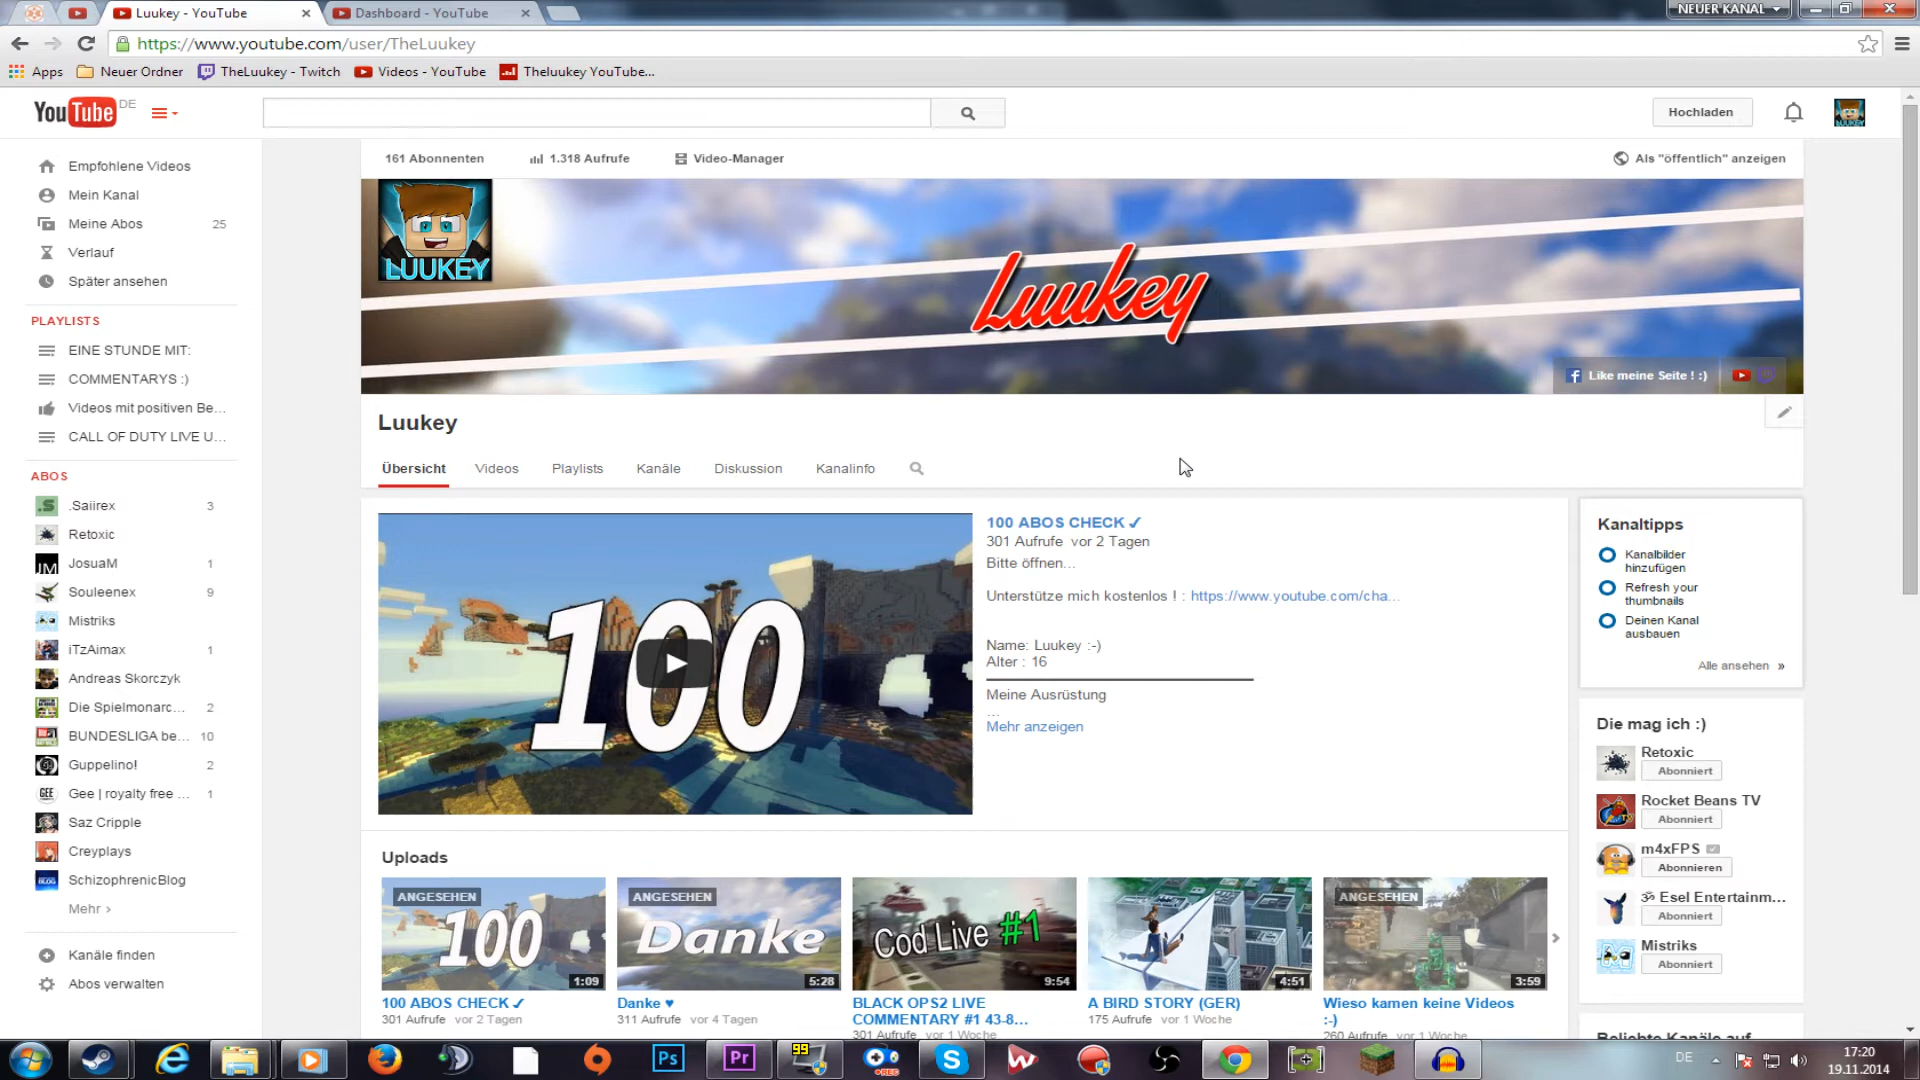 Luukey - YouTube
Dashboard - YouTube
NEUER KANAL
https://www.youtube.com/user/TheLuukey
Apps
Neuer Ordner
TheLuukey - Twitch
Videos - YouTube
Theluukey YouTube...
YouTube DE
Hochladen
Empfohlene Videos
Mein Kanal
Meine Abos 25
Verlauf
Später ansehen
PLAYLISTS
EINE STUNDE MIT:
COMMENTARYS :)
Videos mit positiven Be...
CALL OF DUTY LIVE U...
ABOS
.Saiirex 3
Retoxic
JosuaM 1
Souleenex 9
Mistriks
iTzAimax 1
Andreas Skorczyk
Die Spielmonarc... 2
BUNDESLIGA be... 10
Guppelino! 2
Gee | royalty free ... 1
Saz Cripple
Creyplays
SchizophrenicBlog
Mehr ›
Kanäle finden
Abos verwalten
161 Abonnenten
1.318 Aufrufe
Video-Manager
Als "öffentlich" anzeigen
LUUKEY
Luukey
Like meine Seite ! :)
Luukey
Übersicht
Videos
Playlists
Kanäle
Diskussion
Kanalinfo
100
100 ABOS CHECK ✓
301 Aufrufe vor 2 Tagen
Bitte öffnen...
Unterstütze mich kostenlos ! : https://www.youtube.com/cha...
Name: Luukey :-)
Alter : 16
Meine Ausrüstung
...
Mehr anzeigen
Kanaltipps
Kanalbilder
hinzufügen
Refresh your
thumbnails
Deinen Kanal
ausbauen
Alle ansehen »
Die mag ich :)
Retoxic
Abonniert
Rocket Beans TV
Abonniert
m4xFPS
Abonnieren
ॐ Esel Entertainm...
Abonniert
Mistriks
Abonniert
Uploads
ANGESEHEN
100
1:09
100 ABOS CHECK ✓
301 Aufrufe vor 2 Tagen
ANGESEHEN
Danke
5:28
Danke ♥
311 Aufrufe vor 4 Tagen
Cod Live #1
9:54
BLACK OPS2 LIVE
COMMENTARY #1 43-8...
301 Aufrufe vor 1 Woche
4:51
A BIRD STORY (GER)
175 Aufrufe vor 1 Woche
ANGESEHEN
3:59
Wieso kamen keine Videos
:-)
260 Aufrufe vor 1 Woche
Beliebte Kanäle auf
Ps
Pr
99
REC
DE
17:20
19.11.2014